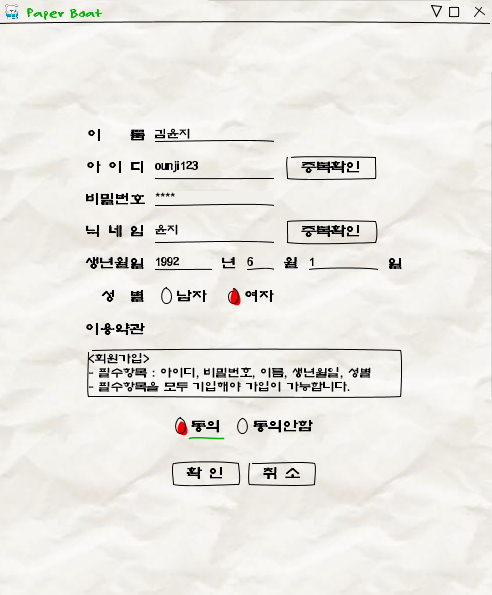 Paper Boat
이 름 김윤지
아 이 디 ounji123 중복확인
비밀번호 ****
닉 네 임 윤지 중복확인
생년월일 1992 년 6 월 1 일
성 별 남자 여자
이용약관
<회원가입>
- 필수항목 : 아이디, 비밀번호, 이름, 생년월일, 성별
- 필수항목을 모두 기입해야 가입이 가능합니다.
동의 동의안함
확 인 취 소